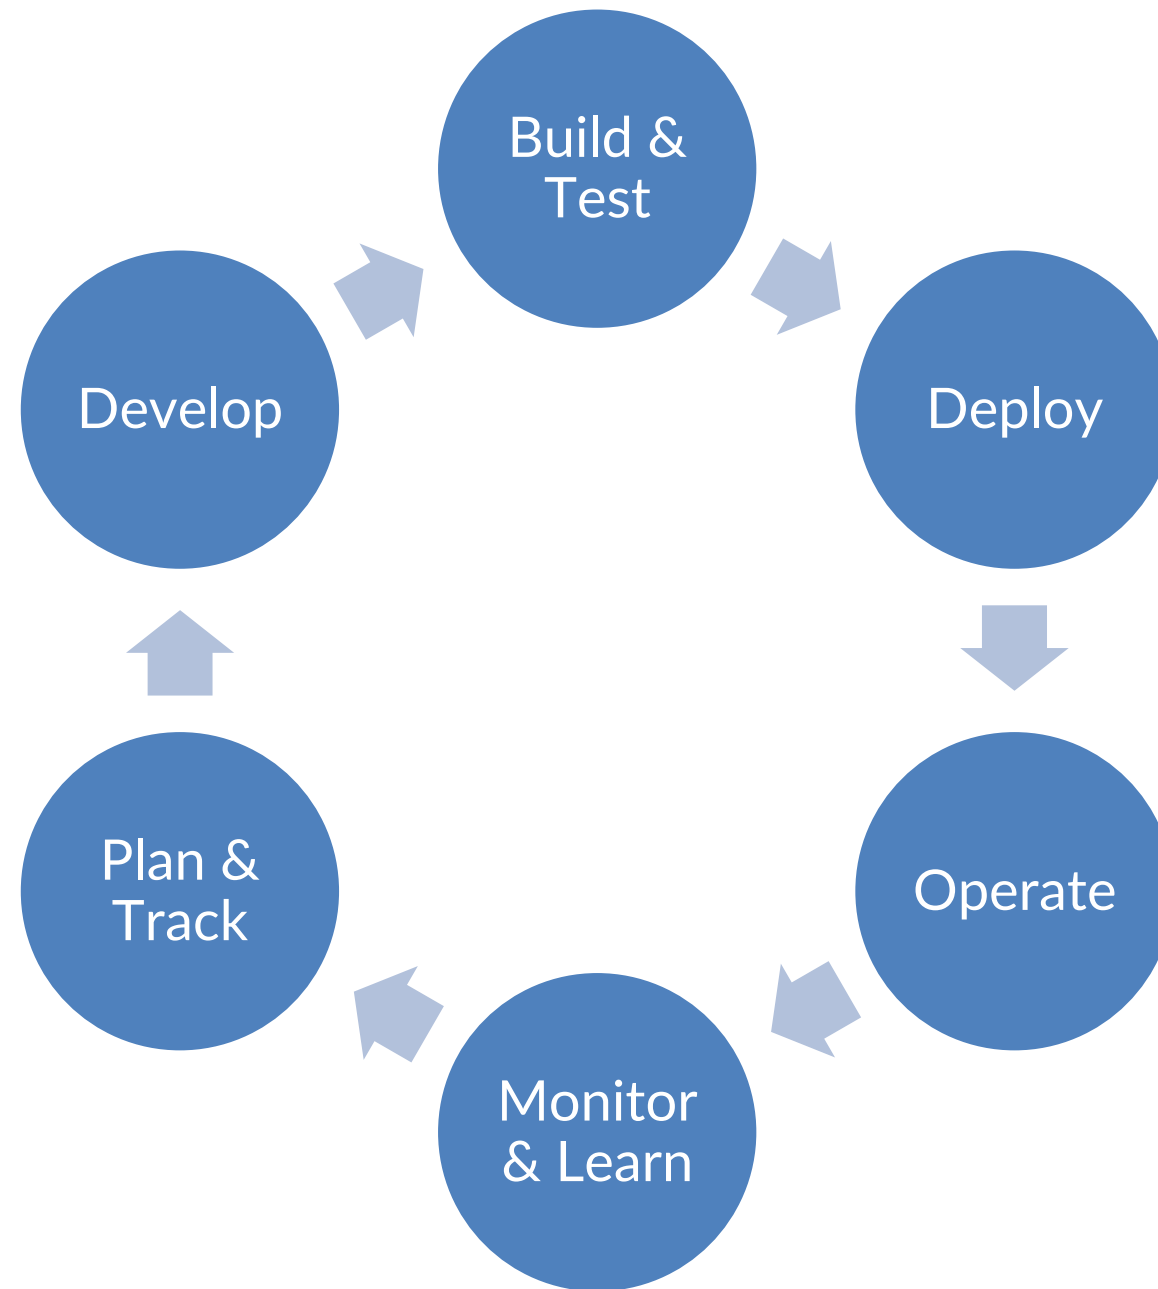 Build &
Test
Deploy
Operate
Monitor
& Learn
Plan &
Track
Develop